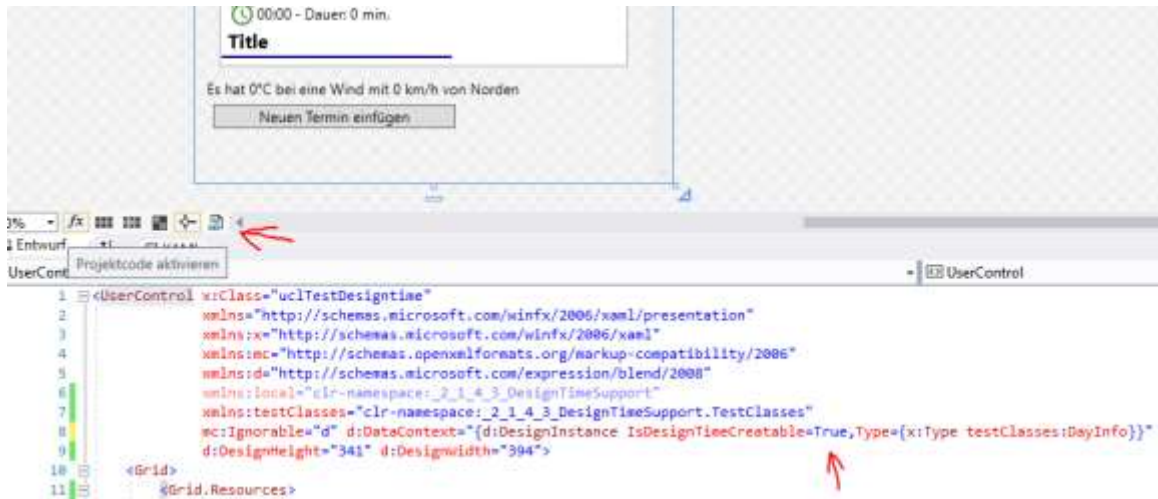 00:00 - Dauer: 0 min.
Title
Es hat 0°C bei eine Wind mit 0 km/h von Norden
Neuen Termin einfügen
fx
Entwurf
Projektcode aktivieren
UserCont
UserControl
1 <UserControl x:Class="uclTestDesigntime"
2 xmlns="http://schemas.microsoft.com/winfx/2006/xaml/presentation"
3 xmlns:x="http://schemas.microsoft.com/winfx/2006/xaml"
4 xmlns:mc="http://schemas.openxmlformats.org/markup-compatibility/2006"
5 xmlns:d="http://schemas.microsoft.com/expression/blend/2008"
6 xmlns:local="clr-namespace:_2_1_4_3_DesignTimeSupport"
7 xmlns:testClasses="clr-namespace:_2_1_4_3_DesignTimeSupport.TestClasses"
8 mc:Ignorable="d" d:DataContext="{d:DesignInstance IsDesignTimeCreatable=True,Type={x:Type testClasses:DayInfo}}"
9 d:DesignHeight="341" d:DesignWidth="394">
10 <Grid>
11 <Grid.Resources>